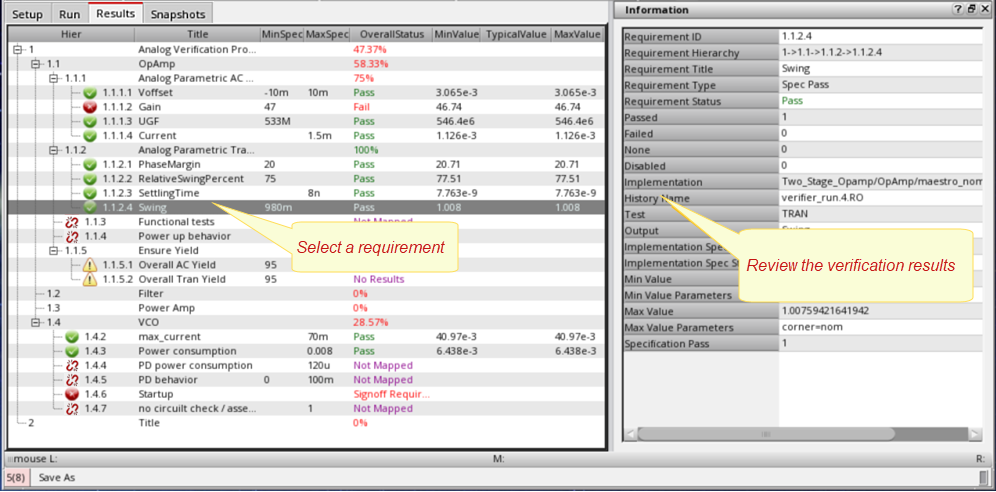 Setup Run Results Snapshots
Hier Title MinSpec MaxSpec OverallStatus MinValue TypicalValue MaxValue
1 Analog Verification Pro... 47.37%
1.1 OpAmp 58.33%
1.1.1 Analog Parametric AC ... 75%
1.1.1.1 Voffset -10m 10m Pass 3.065e-3 3.065e-3
1.1.1.2 Gain 47 Fail 46.74 46.74
1.1.1.3 UGF 533M Pass 546.4e6 546.4e6
1.1.1.4 Current 1.5m Pass 1.126e-3 1.126e-3
1.1.2 Analog Parametric Tra... 100%
1.1.2.1 PhaseMargin 20 Pass 20.71 20.71
1.1.2.2 RelativeSwingPercent 75 Pass 77.51 77.51
1.1.2.3 SettlingTime 8n Pass 7.763e-9 7.763e-9
1.1.2.4 Swing 980m Pass 1.008 1.008
1.1.3 Functional tests
1.1.4 Power up behavior
1.1.5 Ensure Yield
1.1.5.1 Overall AC Yield 95
1.1.5.2 Overall Tran Yield 95 No Results
1.2 Filter 0%
1.3 Power Amp 0%
1.4 VCO 28.57%
1.4.2 max_current 70m Pass 40.97e-3 40.97e-3
1.4.3 Power consumption 0.008 Pass 6.438e-3 6.438e-3
1.4.4 PD power consumption 120u Not Mapped
1.4.5 PD behavior 0 100m Not Mapped
1.4.6 Startup Signoff Requir...
1.4.7 no circuilt check / asse... 1 Not Mapped
2 Title 0%
Select a requirement
Information
Requirement ID 1.1.2.4
Requirement Hierarchy 1->1.1->1.1.2->1.1.2.4
Requirement Title Swing
Requirement Type Spec Pass
Requirement Status Pass
Passed 1
Failed 0
None 0
Disabled 0
Implementation Two_Stage_Opamp/OpAmp/maestro_nom
History Name verifier_run.4.RO
Test TRAN
Output
Implementation Spe
Implementation Spec S
Min Value
Min Value Parameters
Max Value 1.00759421641942
Max Value Parameters corner=nom
Specification Pass 1
Review the verification results
mouse L: M: R:
5(8) Save As